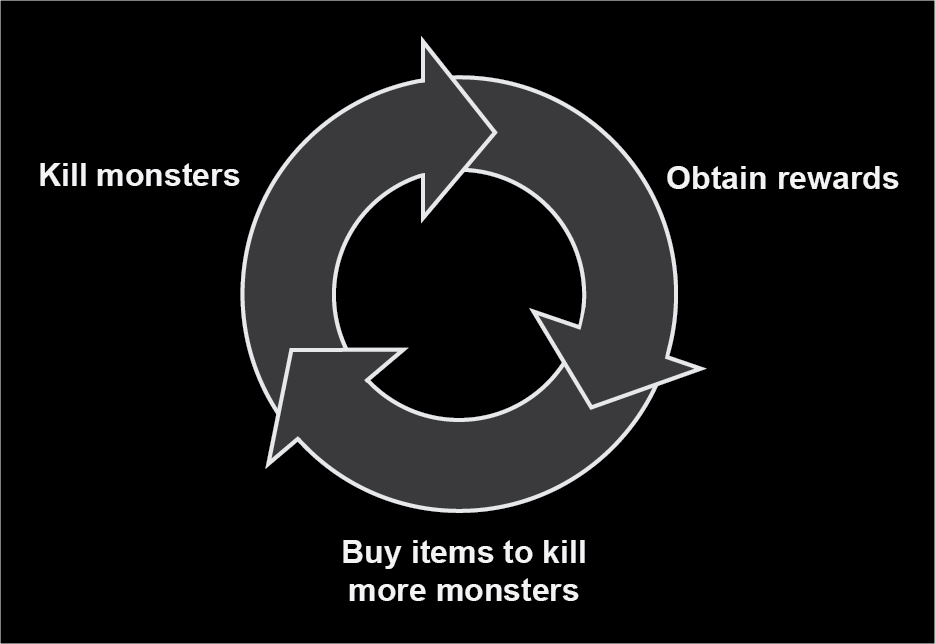 Kill monsters
Obtain rewards
Buy items to kill
more monsters